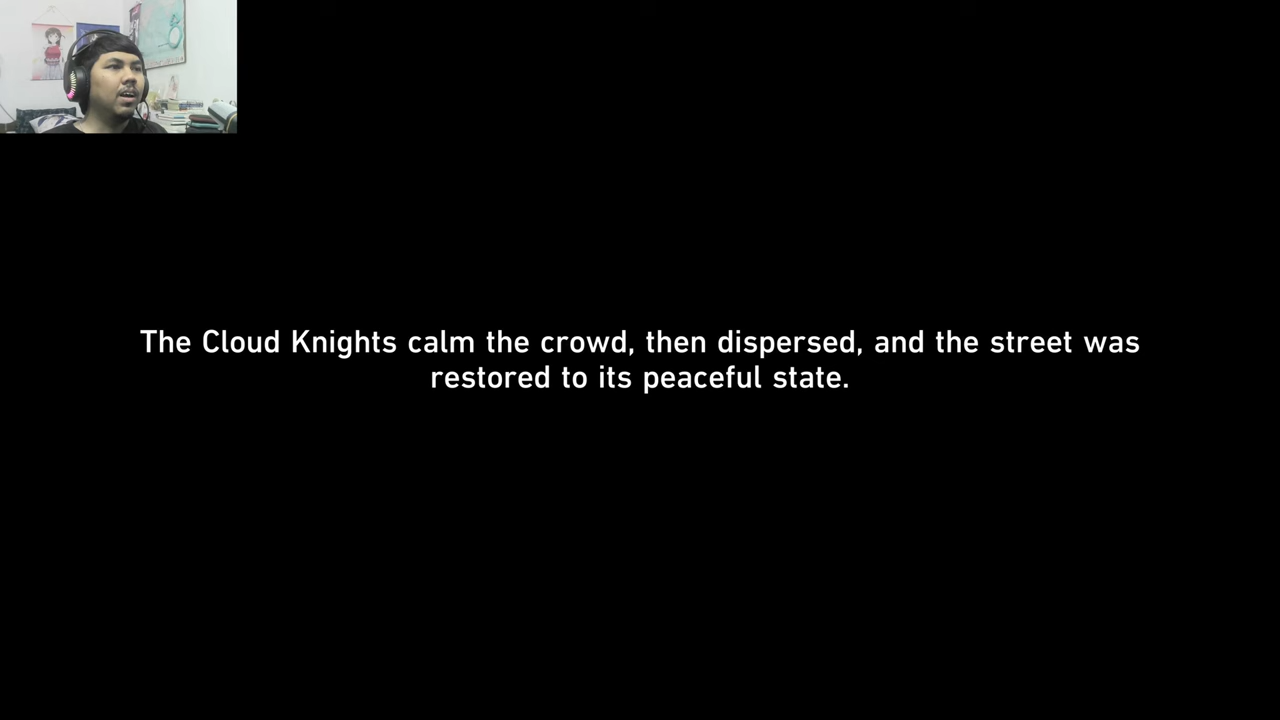 The Cloud Knights calm the crowd, then dispersed, and the street was
restored to its peaceful state.